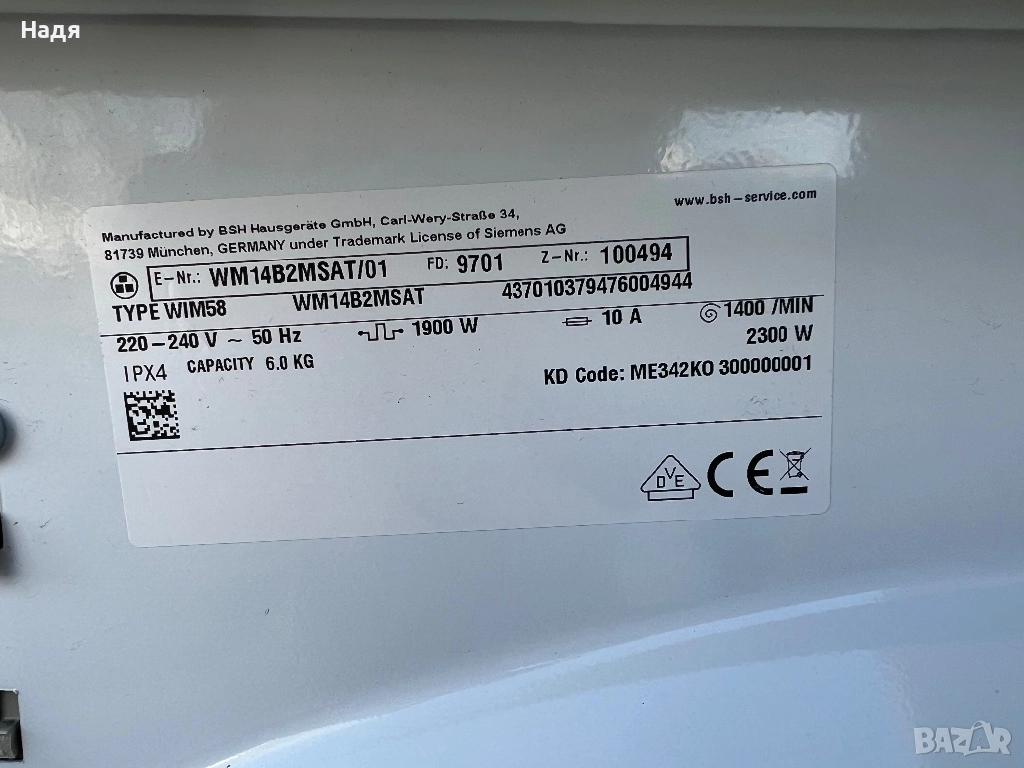 Надя
www.bsh-service.com
Manufactured by BSH Hausgeräte GmbH, Carl-Wery-Straße 34,
81739 München, GERMANY under Trademark License of Siemens AG
E-Nr.: WM14B2MSAT/01 FD: 9701 Z-Nr.: 100494
TYPE WIM58 WM14B2MSAT 437010379476004944
220-240 V ~ 50 Hz 1900 W 10 A 1400 /MIN
2300 W
IPX4 CAPACITY 6.0 KG
KD Code: ME342KO 300000001
DVE CE
BAZAR